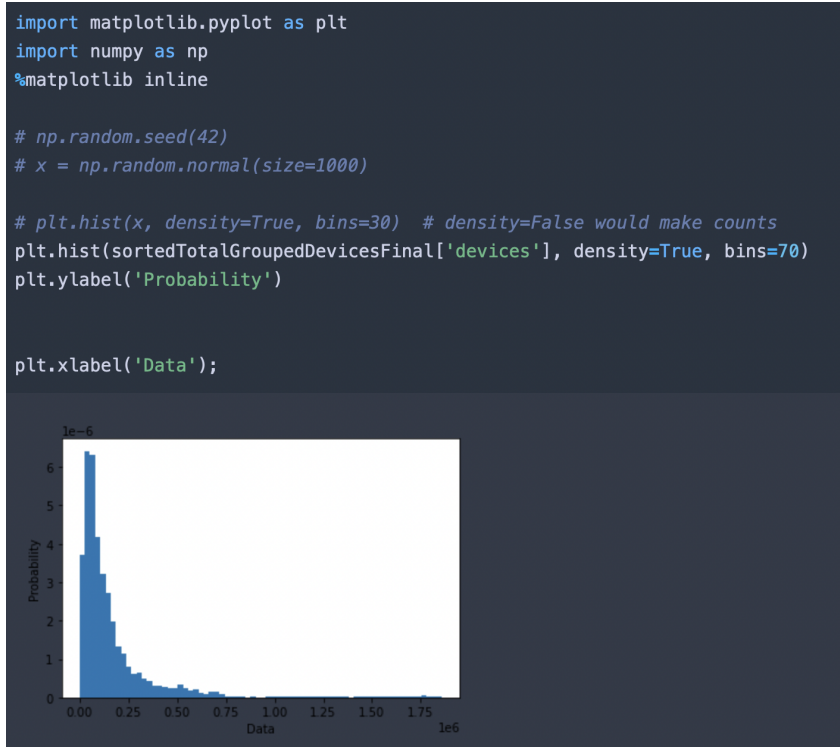 import matplotlib.pyplot as plt
import numpy as np
%matplotlib inline
# np.random.seed(42)
# x = np.random.normal(size=1000)
# plt.hist(x, density=True, bins=30)  # density=False would make counts
plt.hist(sortedTotalGroupedDevicesFinal['devices'], density=True, bins=70)
plt.ylabel('Probability')
plt.xlabel('Data');
1e−6
6
5
4
3
2
1
0
Probability
0.00 0.25 0.50 0.75 1.00 1.25 1.50 1.75
Data
1e6